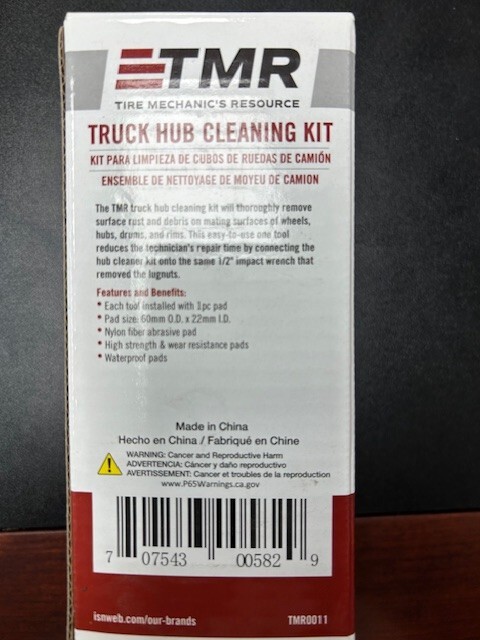 TMR
TIRE MECHANIC'S RESOURCE
TRUCK HUB CLEANING KIT
KIT PARA LIMPIEZA DE CUBOS DE RUEDAS DE CAMIÓN
ENSEMBLE DE NETTOYAGE DE MOYEU DE CAMION
The TMR truck hub cleaning kit will thoroughly remove
surface rust and debris on mating surfaces of wheels,
hubs, drums, and rims. This easy-to-use one tool
reduces the technician's repair time by connecting the
hub cleaner kit onto the same 1/2" impact wrench that
removed the lugnuts.
Features and Benefits:
• Each tool installed with 1pc pad
• Pad size: 60mm O.D. x 22mm I.D.
• Nylon fiber abrasive pad
• High strength & wear resistance pads
• Waterproof pads
Made in China
Hecho en China / Fabriqué en Chine
WARNING: Cancer and Reproductive Harm
ADVERTENCIA: Cáncer y daño reproductivo
AVERTISSEMENT: Cancer et troubles de la reproduction
www.P65Warnings.ca.gov
7 07543 00582 9
isnweb.com/our-brands TMR0011